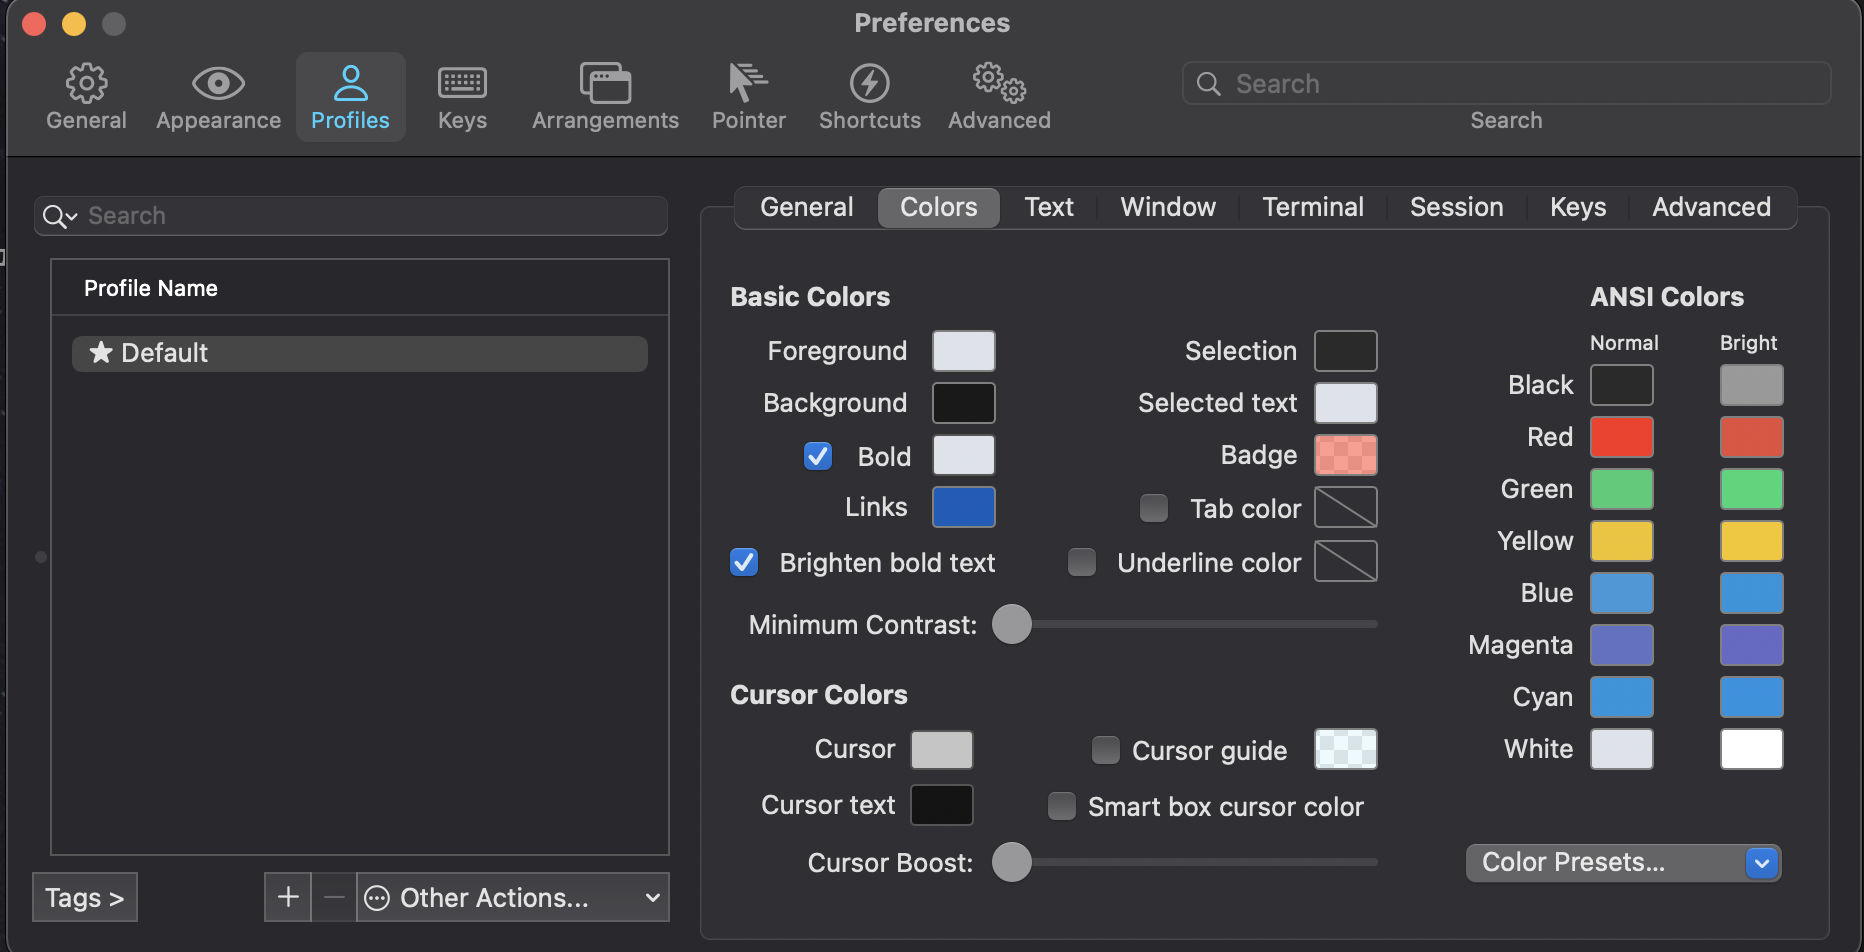 Preferences
General
Appearance
Profiles
Keys
Arrangements
Pointer
Shortcuts
Advanced
Search
Search
Search
Profile Name
Default
Tags >
Other Actions...
General
Colors
Text
Window
Terminal
Session
Keys
Advanced
Basic Colors
Foreground
Background
Bold
Links
Brighten bold text
Selection
Selected text
Badge
Tab color
Underline color
Minimum Contrast:
Cursor Colors
Cursor
Cursor text
Cursor guide
Smart box cursor color
Cursor Boost:
ANSI Colors
Normal Bright
Black
Red
Green
Yellow
Blue
Magenta
Cyan
White
Color Presets...